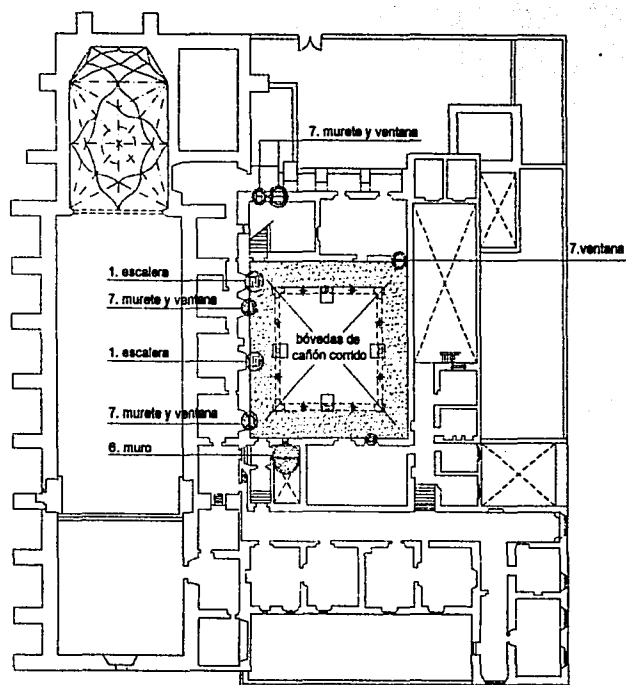 7. murete y ventana
7.ventana
1. escalera
7. murete y ventana
bóvedas de
cañón corrido
1. escalera
7. murete y ventana
6. muro